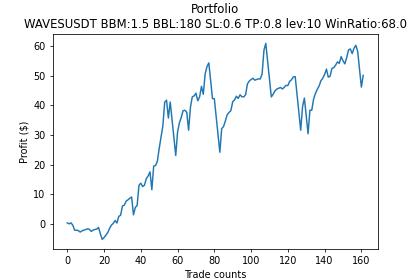 Portfolio
WAVESUSDT BBM:1.5 BBL:180 SL:0.6 TP:0.8 lev:10 WinRatio:68.0
60
50
40
30
20
10
0
Profit ($)
0 20 40 60 80 100 120 140 160
Trade counts